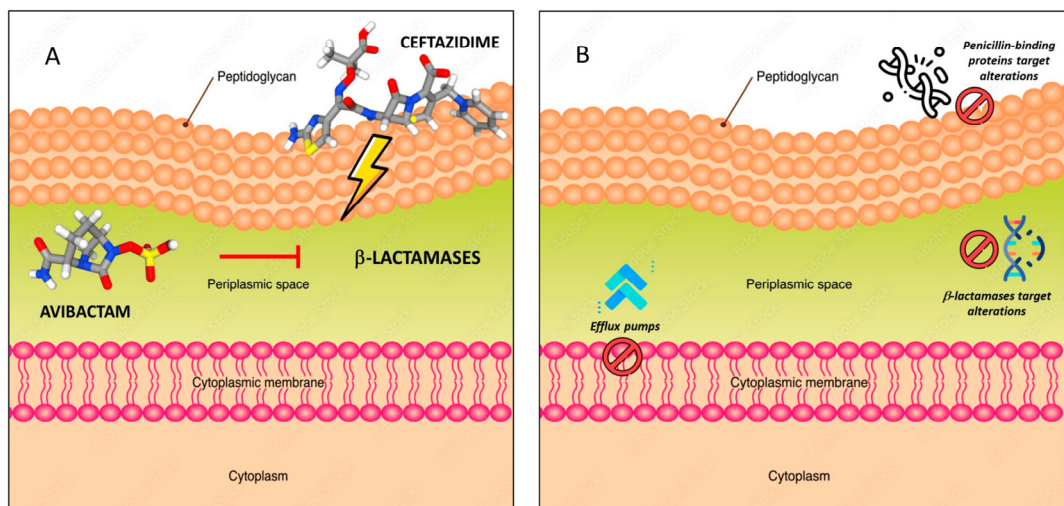 A
CEFTAZIDIME
Peptidoglycan
β-LACTAMASES
Periplasmic space
AVIBACTAM
Cytoplasmic membrane
Cytoplasm
B
Penicillin-binding
proteins target
alterations
Peptidoglycan
Periplasmic space
β-lactamases target
alterations
Efflux pumps
Cytoplasmic membrane
Cytoplasm